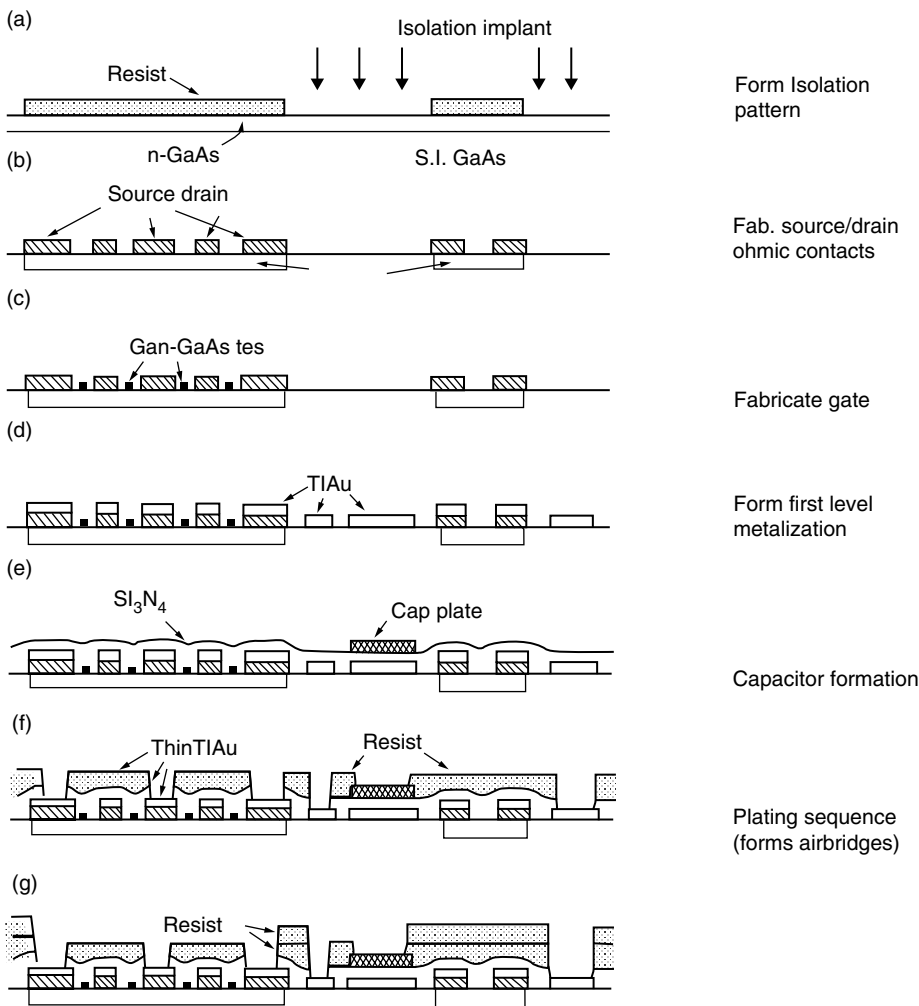 (a)
Isolation implant
Resist
Form Isolation
pattern
n-GaAs
S.I. GaAs
(b)
Source drain
Fab. source/drain
ohmic contacts
(c)
Gan-GaAs tes
Fabricate gate
(d)
TIAu
Form first level
metalization
(e)
SI₃N₄
Cap plate
Capacitor formation
(f)
ThinTIAu
Resist
Plating sequence
(forms airbridges)
(g)
Resist